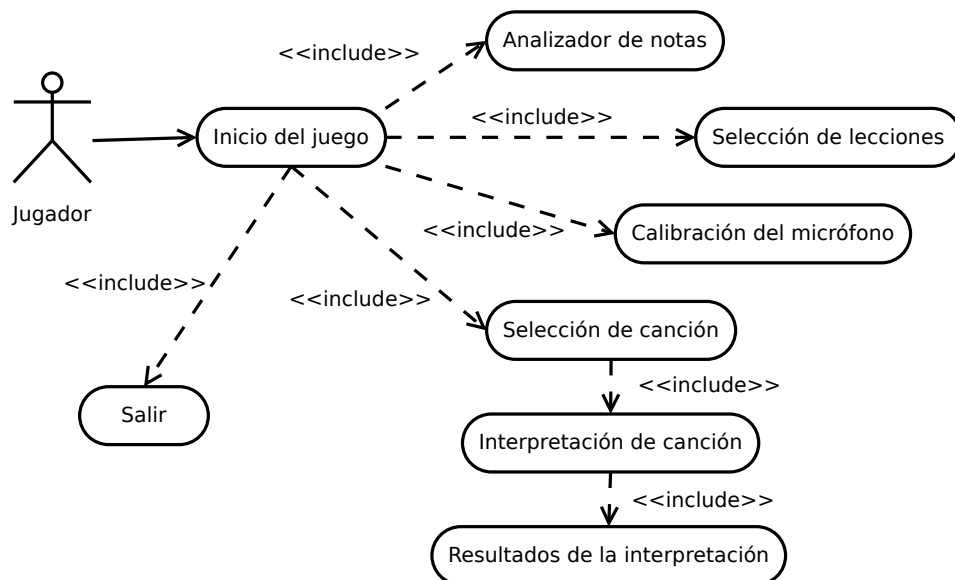 Analizador de notas
<<include>>
<<include>>
Inicio del juego
Selección de lecciones
Jugador
<<include>>
Calibración del micrófono
<<include>>
<<include>>
Selección de canción
<<include>>
Salir
Interpretación de canción
<<include>>
Resultados de la interpretación